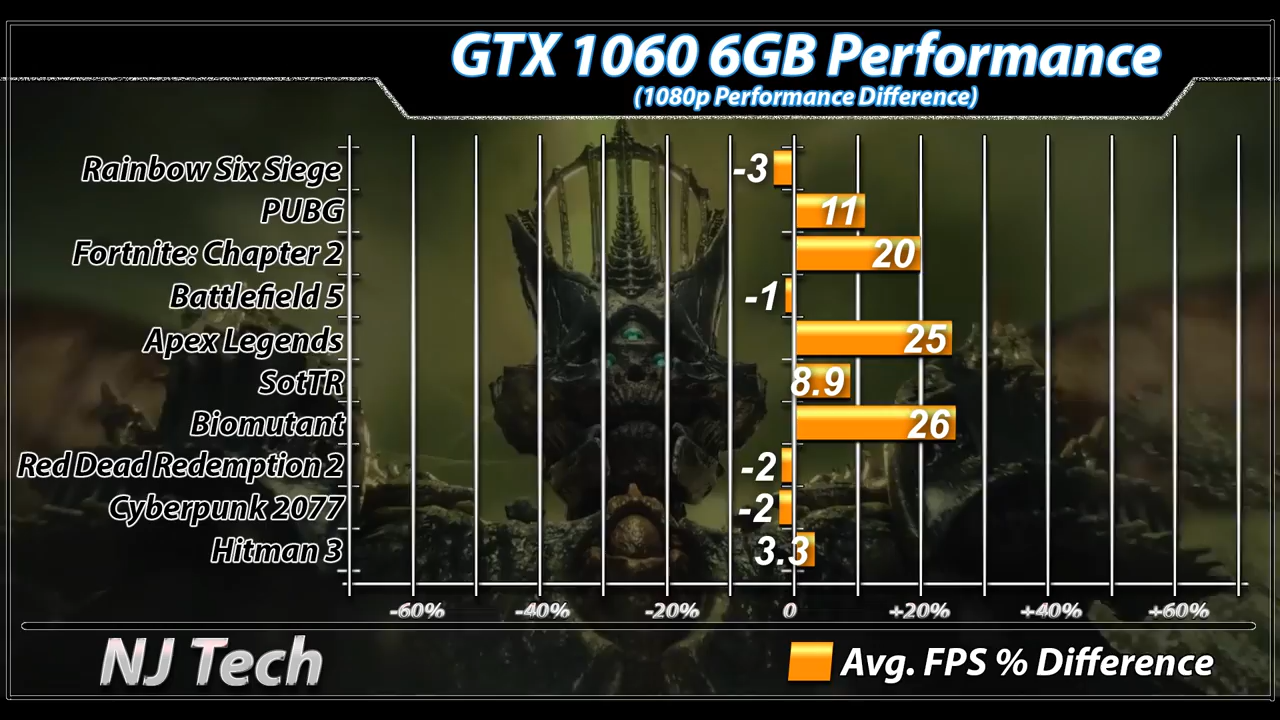 GTX 1060 6GB Performance
(1080p Performance Difference)
Rainbow Six Siege -3
PUBG 11
Fortnite: Chapter 2 20
Battlefield 5 -1
Apex Legends 25
SotTR 8.9
Biomutant 26
Red Dead Redemption 2 -2
Cyberpunk 2077 -2
Hitman 3 3.3
-60% -40% -20% 0 +20% +40% +60%
NJ Tech Avg. FPS % Difference